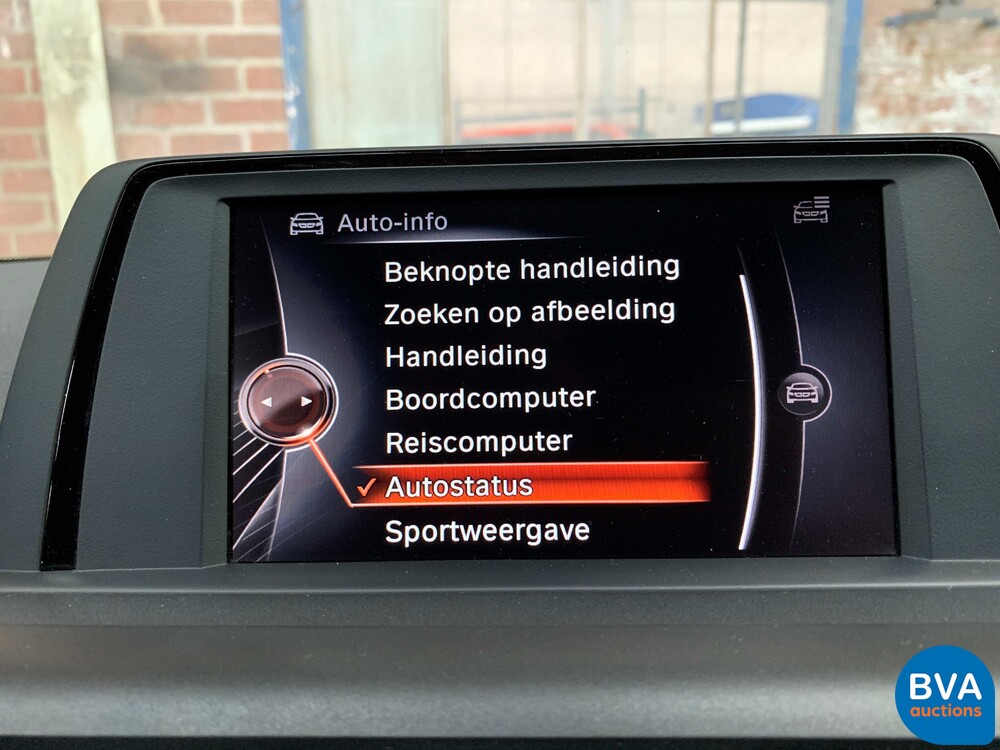 Auto-info
Beknopte handleiding
Zoeken op afbeelding
Handleiding
Boordcomputer
Reiscomputer
Autostatus
Sportweergave
BVA
auctions